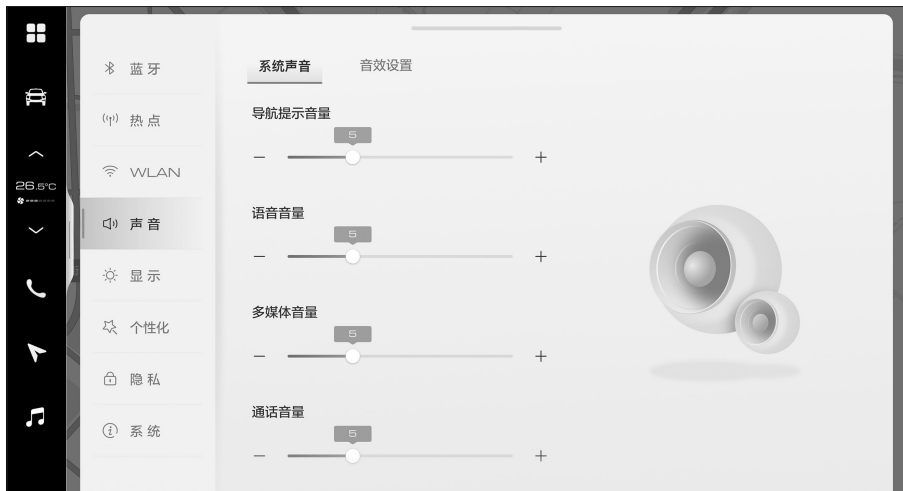 26.5°C
蓝牙
热点
WLAN
声音
显示
个性化
隐私
系统
系统声音 音效设置
导航提示音量
5
− +
语音音量
5
− +
多媒体音量
5
− +
通话音量
5
− +